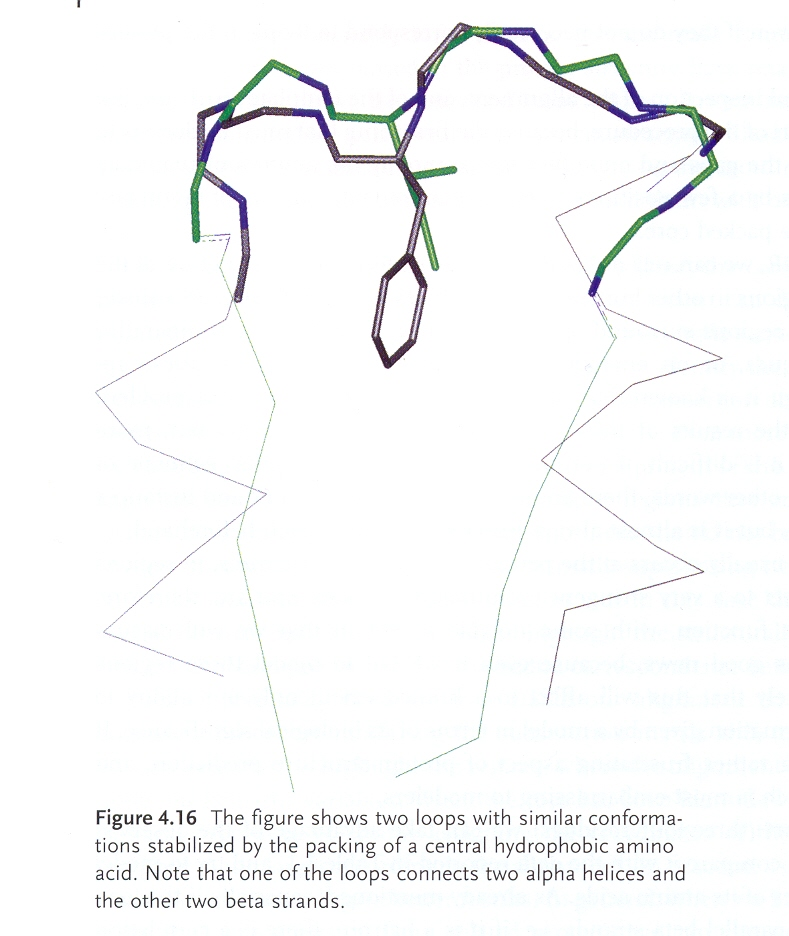 Figure 4.16 The figure shows two loops with similar conforma-
tions stabilized by the packing of a central hydrophobic amino
acid. Note that one of the loops connects two alpha helices and
the other two beta strands.